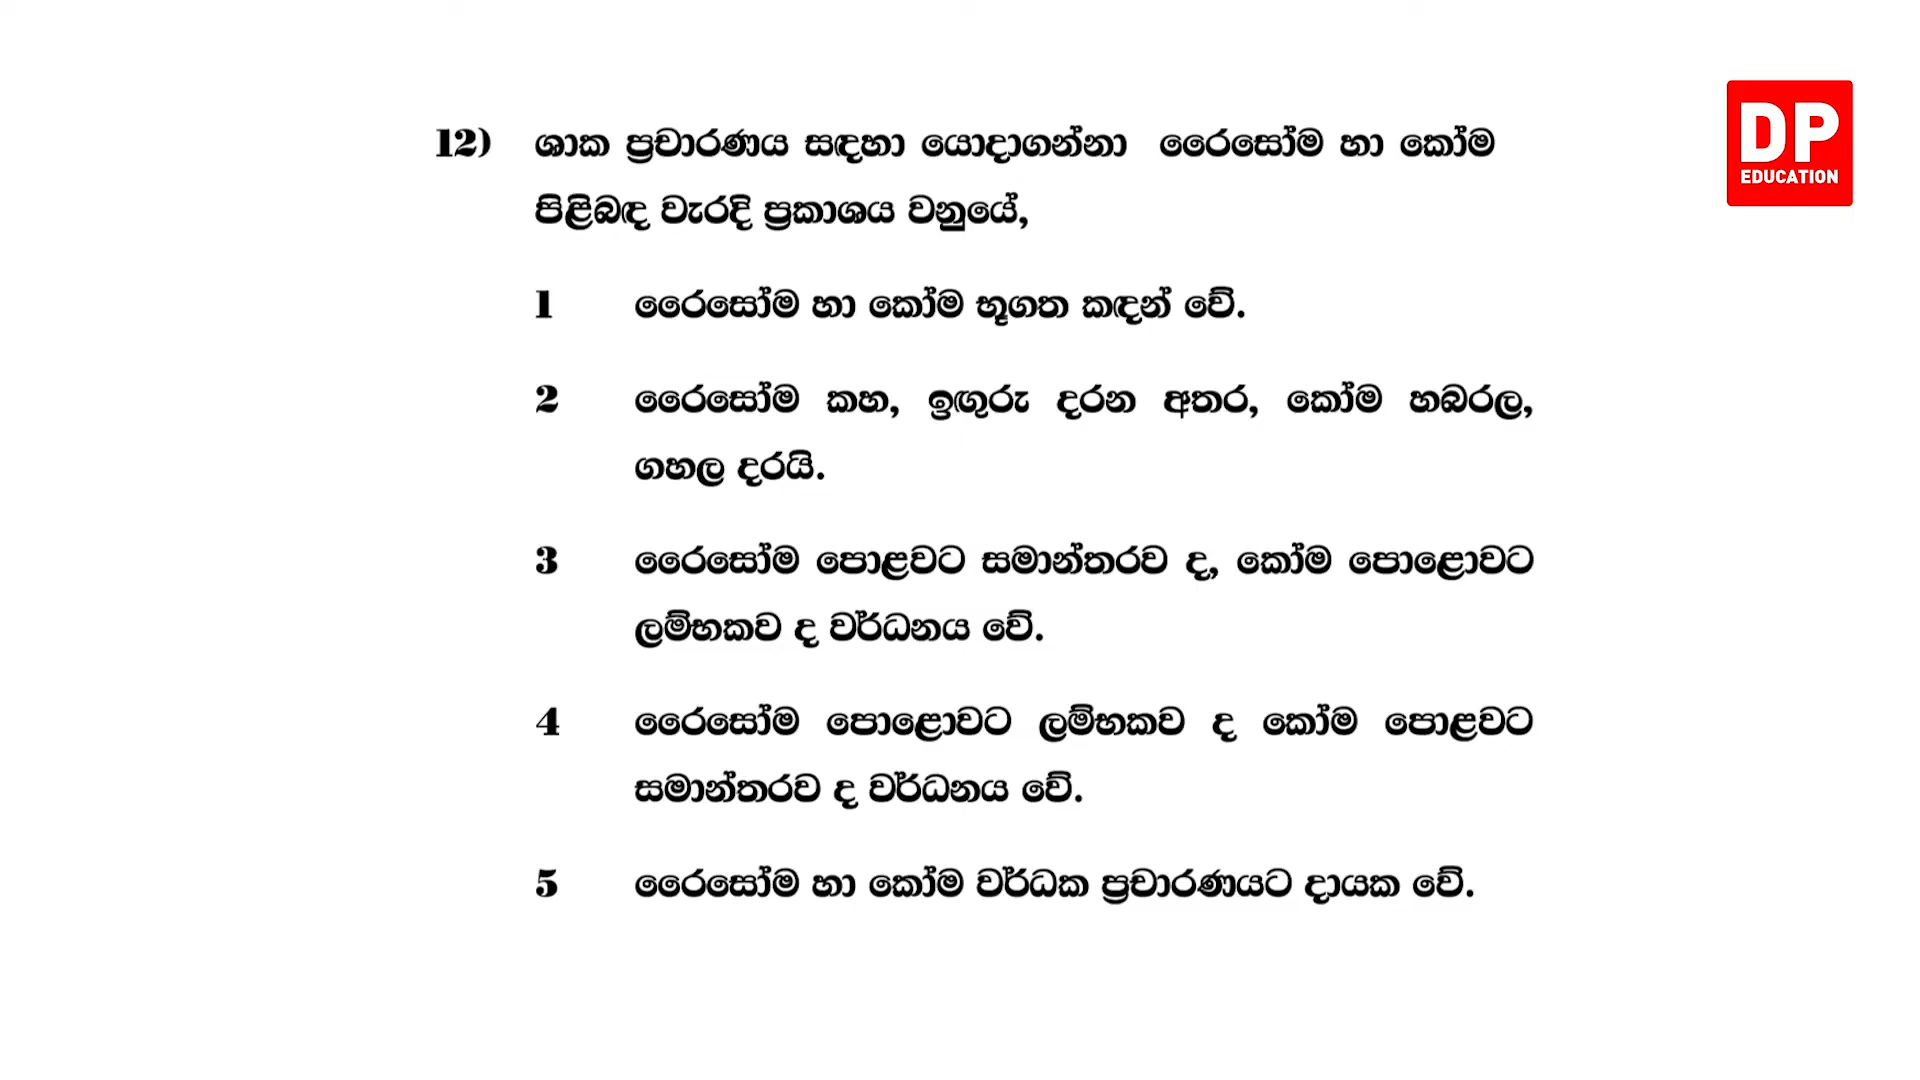 12) ශාක ප්‍රචාරණය සඳහා යොදාගන්නා රෛසෝම හා කෝම
DP
EDUCATION
පිළිබඳ වැරදි ප්‍රකාශය වනුයේ,
1 රෛසෝම හා කෝම භූගත කඳන් වේ.
2 රෛසෝම කහ, ඉඟුරු දරන අතර, කෝම හබරල,
ගහල දරයි.
3 රෛසෝම පොළවට සමාන්තරව ද, කෝම පොළොවට
ලම්භකව ද වර්ධනය වේ.
4 රෛසෝම පොළොවට ලම්භකව ද කෝම පොළවට
සමාන්තරව ද වර්ධනය වේ.
5 රෛසෝම හා කෝම වර්ධක ප්‍රචාරණයට දායක වේ.